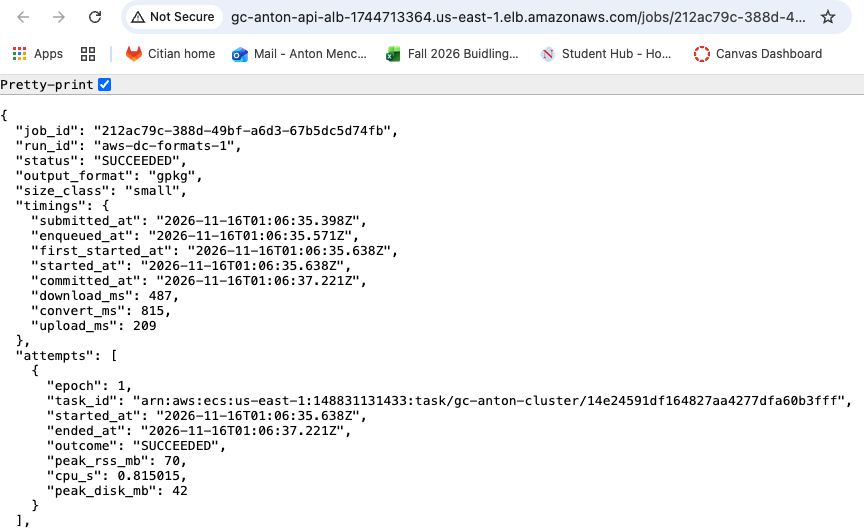 Not Secure gc-anton-api-alb-1744713364.us-east-1.elb.amazonaws.com/jobs/212ac79c-388d-4...
Apps Citian home Mail - Anton Menc... Fall 2026 Buidling... Student Hub - Ho... Canvas Dashboard
Pretty-print
{
  "job_id": "212ac79c-388d-49bf-a6d3-67b5dc5d74fb",
  "run_id": "aws-dc-formats-1",
  "status": "SUCCEEDED",
  "output_format": "gpkg",
  "size_class": "small",
  "timings": {
    "submitted_at": "2026-11-16T01:06:35.398Z",
    "enqueued_at": "2026-11-16T01:06:35.571Z",
    "first_started_at": "2026-11-16T01:06:35.638Z",
    "started_at": "2026-11-16T01:06:35.638Z",
    "committed_at": "2026-11-16T01:06:37.221Z",
    "download_ms": 487,
    "convert_ms": 815,
    "upload_ms": 209
  },
  "attempts": [
    {
      "epoch": 1,
      "task_id": "arn:aws:ecs:us-east-1:148831131433:task/gc-anton-cluster/14e24591df164827aa4277dfa60b3fff",
      "started_at": "2026-11-16T01:06:35.638Z",
      "ended_at": "2026-11-16T01:06:37.221Z",
      "outcome": "SUCCEEDED",
      "peak_rss_mb": 70,
      "cpu_s": 0.815015,
      "peak_disk_mb": 42
    }
  ],